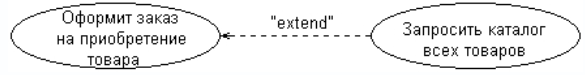 Оформит заказ
на приобретение
товара
"extend"
Запросить каталог
всех товаров